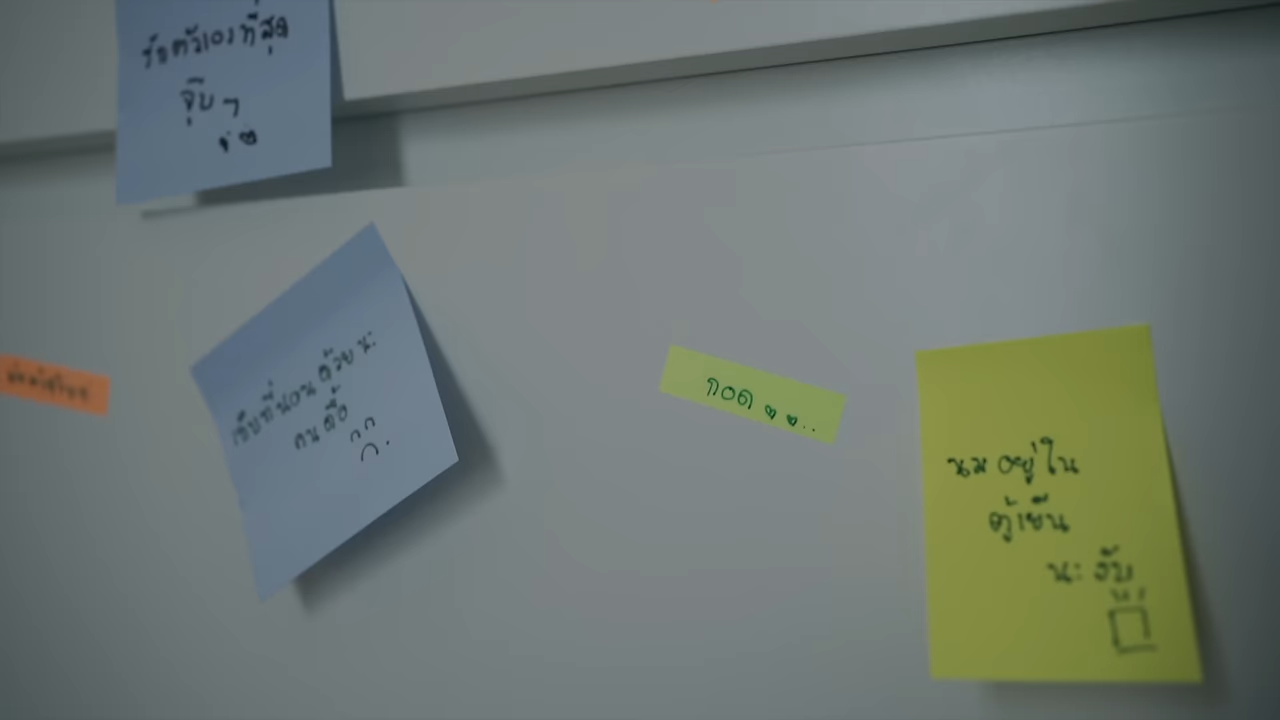 รักตัวเองที่สุด
จุ๊บ ๆ
เก็บที่นอนด้วยนะ
คนดื้อ
กอด
นม อยู่ใน
ตู้เย็น
นะ งับ